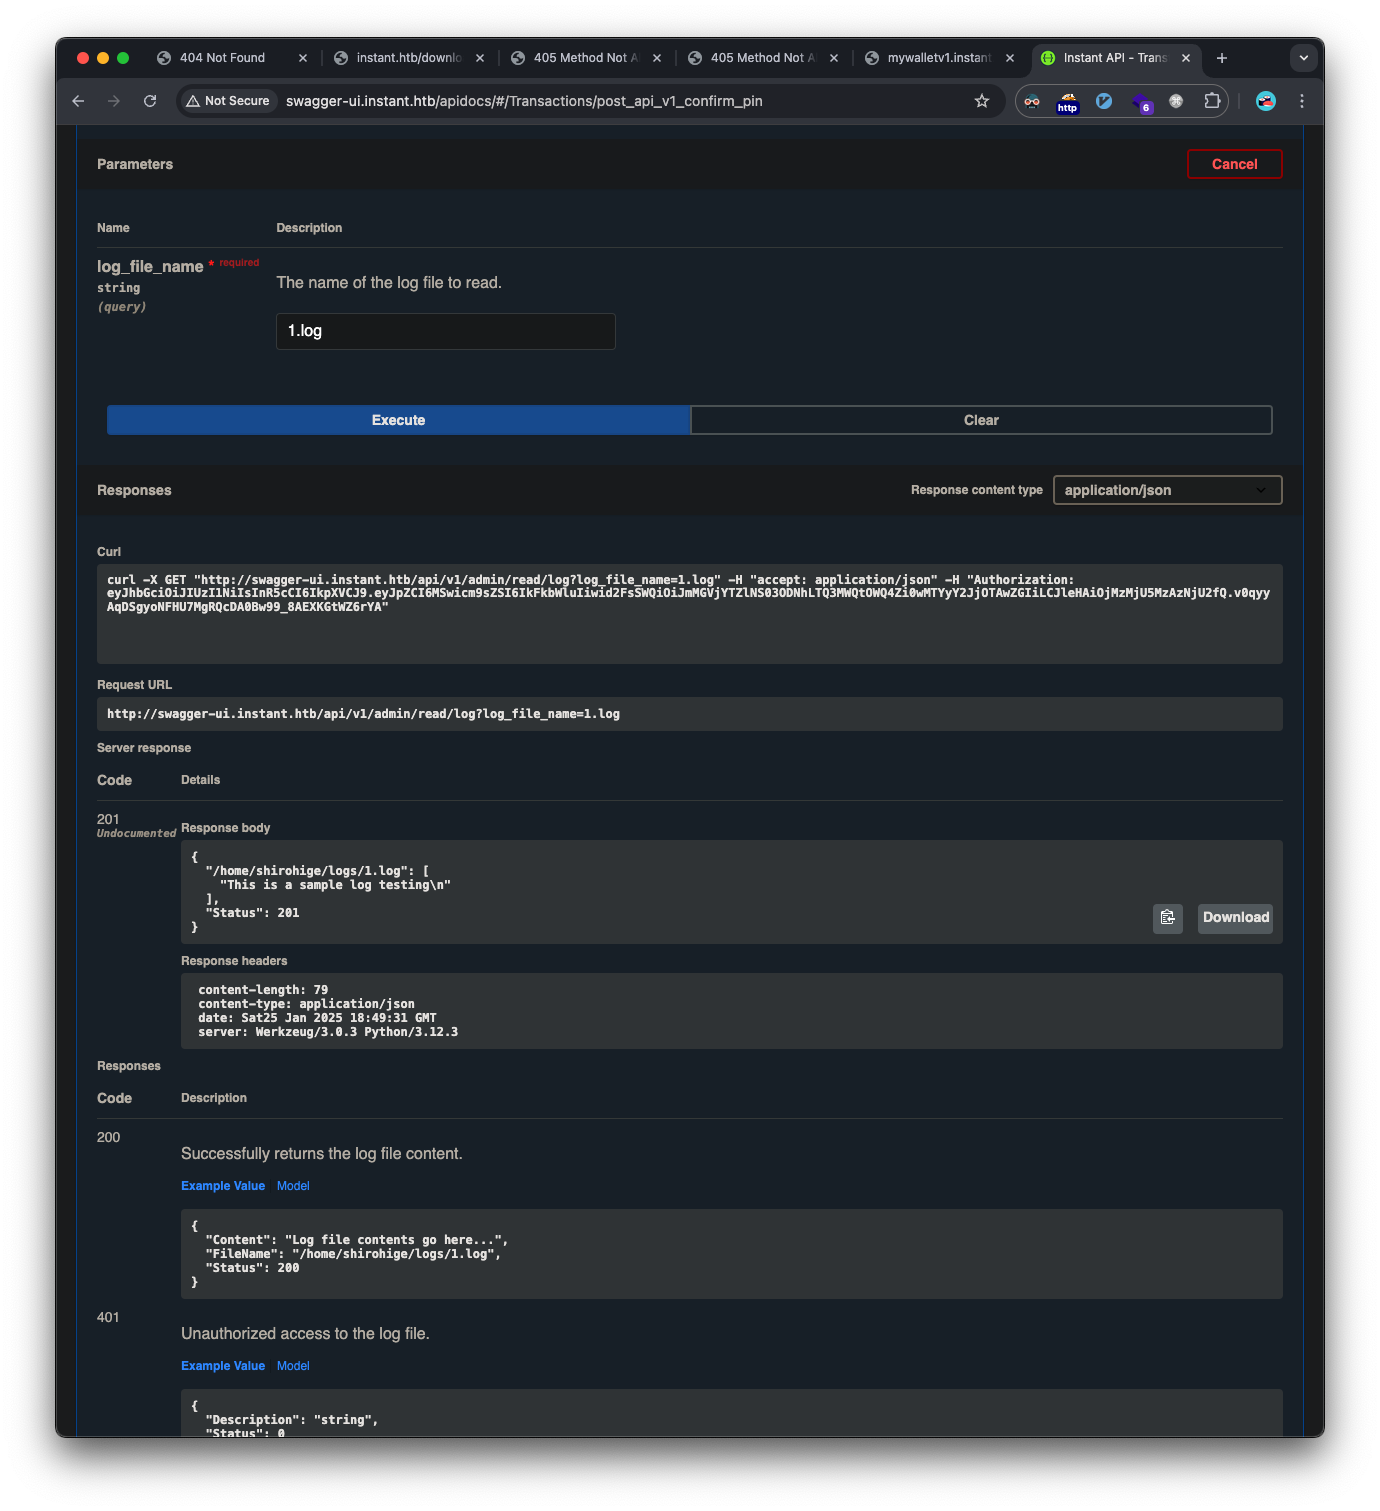 404 Not Found
instant.htb/downlo
405 Method Not Al
405 Method Not Al
mywalletv1.instant
Instant API - Trans
Not Secure
swagger-ui.instant.htb/apidocs/#/Transactions/post_api_v1_confirm_pin
http
6
Parameters
Cancel
Name
Description
log_file_name * required
string
(query)
The name of the log file to read.
1.log
Execute
Clear
Responses
Response content type
application/json
Curl
curl -X GET "http://swagger-ui.instant.htb/api/v1/admin/read/log?log_file_name=1.log" -H "accept: application/json" -H "Authorization:
eyJhbGciOiJIUzI1NiIsInR5cCI6IkpXVCJ9.eyJpZCI6MSwicm9sZSI6IkFkbWluIiwid2FsSWQiOiJmMGVjYTZlNS03ODNhLTQ3MWQtOWQ4Zi0wMTYyY2JjOTAwZGIiLCJleHAiOjMzMjU5MzAzNjU2fQ.v0qyy
AqDSgyoNFHU7MgRQcDA0Bw99_8AEXKGtWZ6rYA"
Request URL
http://swagger-ui.instant.htb/api/v1/admin/read/log?log_file_name=1.log
Server response
Code
Details
201
Undocumented
Response body
{
"/home/shirohige/logs/1.log": [
"This is a sample log testing\n"
],
"Status": 201
}
Download
Response headers
content-length: 79
content-type: application/json
date: Sat25 Jan 2025 18:49:31 GMT
server: Werkzeug/3.0.3 Python/3.12.3
Responses
Code
Description
200
Successfully returns the log file content.
Example Value
Model
{
"Content": "Log file contents go here...",
"FileName": "/home/shirohige/logs/1.log",
"Status": 200
}
401
Unauthorized access to the log file.
Example Value
Model
{
"Description": "string",
"Status": 0